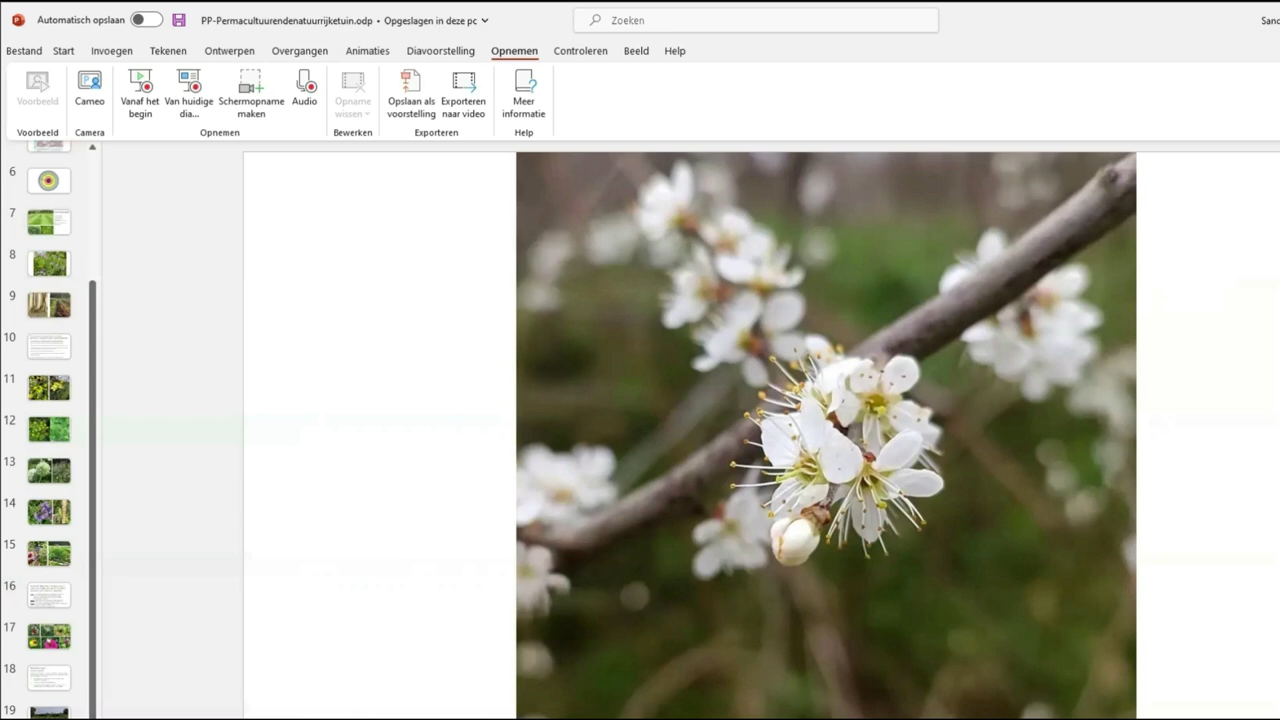 Automatisch opslaan PP-Permacultuurendenatuurrijketuin.odp • Opgeslagen in deze pc Zoeken Sand
Bestand Start Invoegen Tekenen Ontwerpen Overgangen Animaties Diavoorstelling Opnemen Controleren Beeld Help
Voorbeeld Cameo Vanaf het Van huidige Schermopname Audio Opname Opslaan als Exporteren Meer
begin dia... maken wissen voorstelling naar video informatie
Voorbeeld Camera Opnemen Bewerken Exporteren Help
6
7
8
9
10
11
12
13
14
15
16
17
18
19